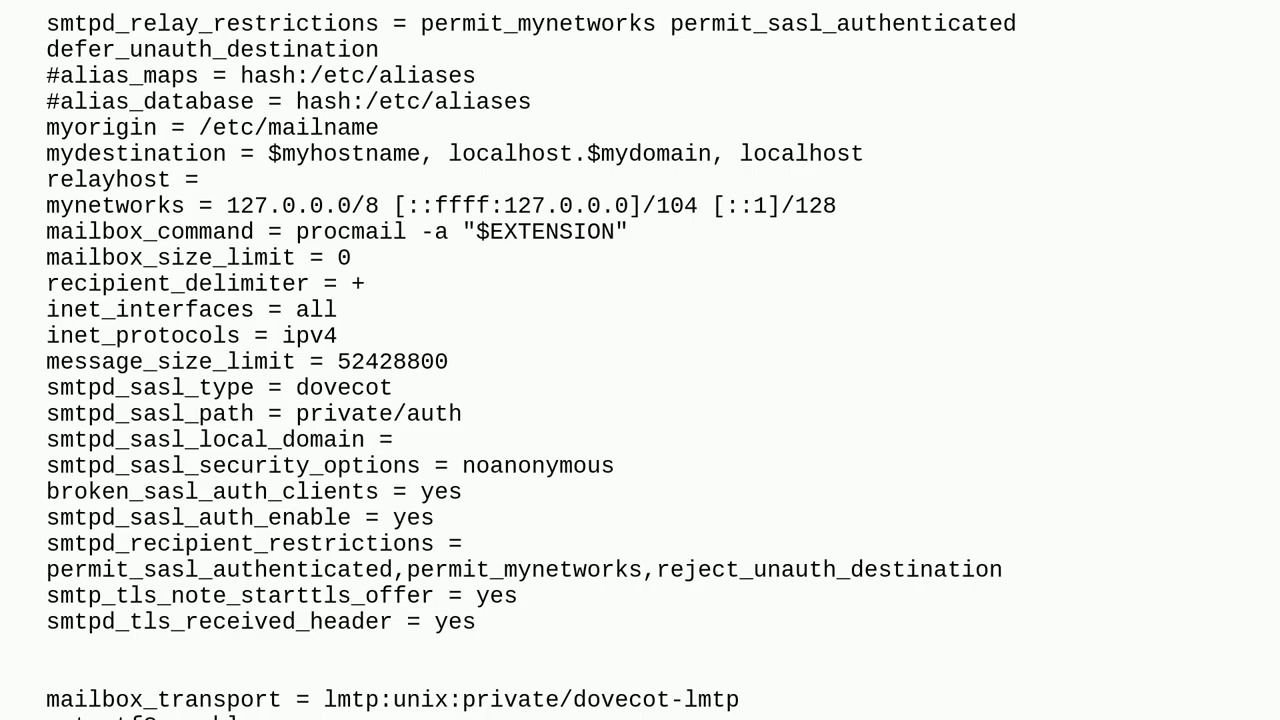 smtpd_relay_restrictions = permit_mynetworks permit_sasl_authenticated
defer_unauth_destination
#alias_maps = hash:/etc/aliases
#alias_database = hash:/etc/aliases
myorigin = /etc/mailname
mydestination = $myhostname, localhost.$mydomain, localhost
relayhost =
mynetworks = 127.0.0.0/8 [::ffff:127.0.0.0]/104 [::1]/128
mailbox_command = procmail -a "$EXTENSION"
mailbox_size_limit = 0
recipient_delimiter = +
inet_interfaces = all
inet_protocols = ipv4
message_size_limit = 52428800
smtpd_sasl_type = dovecot
smtpd_sasl_path = private/auth
smtpd_sasl_local_domain =
smtpd_sasl_security_options = noanonymous
broken_sasl_auth_clients = yes
smtpd_sasl_auth_enable = yes
smtpd_recipient_restrictions =
permit_sasl_authenticated,permit_mynetworks,reject_unauth_destination
smtp_tls_note_starttls_offer = yes
smtpd_tls_received_header = yes
mailbox_transport = lmtp:unix:private/dovecot-lmtp